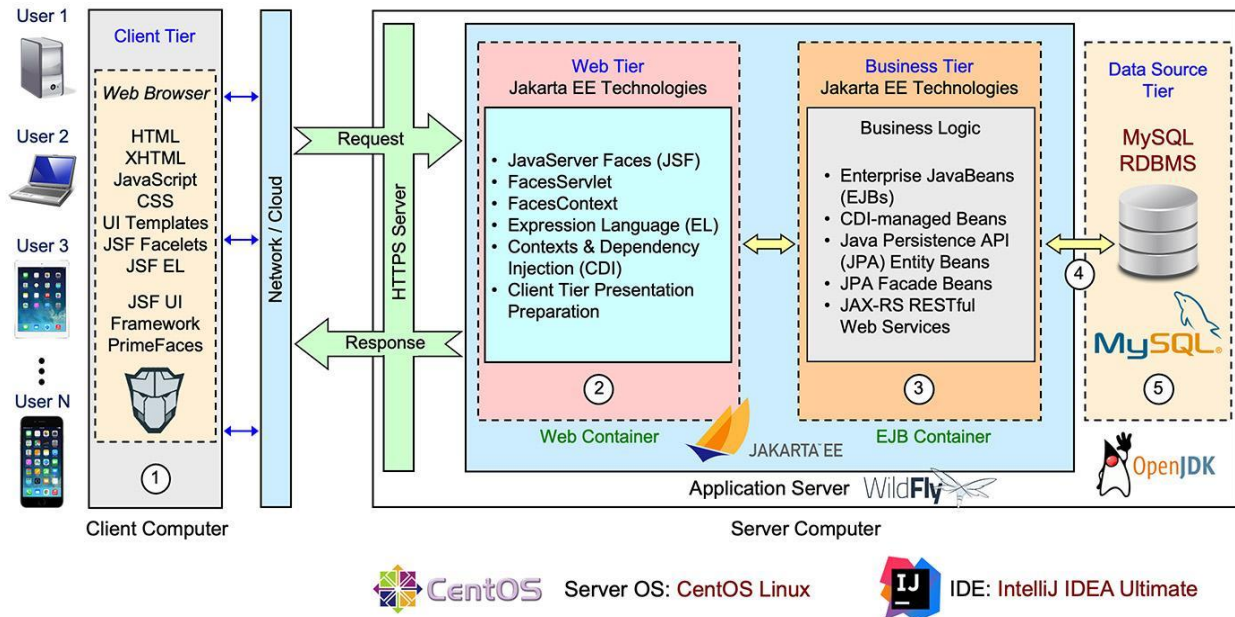 User 1
User 2
User 3
User N
Client Tier
Web Browser
HTML
XHTML
JavaScript
CSS
UI Templates
JSF Facelets
JSF EL
JSF UI
Framework
PrimeFaces
1
Client Computer
Network / Cloud
HTTPS Server
Request
Response
Web Tier
Jakarta EE Technologies
• JavaServer Faces (JSF)
• FacesServlet
• FacesContext
• Expression Language (EL)
• Contexts & Dependency
Injection (CDI)
• Client Tier Presentation
Preparation
2
Web Container
JAKARTA™ EE
Business Tier
Jakarta EE Technologies
Business Logic
• Enterprise JavaBeans
(EJBs)
• CDI-managed Beans
• Java Persistence API
(JPA) Entity Beans
• JPA Facade Beans
• JAX-RS RESTful
Web Services
3
EJB Container
4
Data Source
Tier
MySQL
RDBMS
MySQL®
5
OpenJDK
Application Server
WildFly
Server Computer
CentOS
Server OS: CentOS Linux
IJ
IDE: IntelliJ IDEA Ultimate